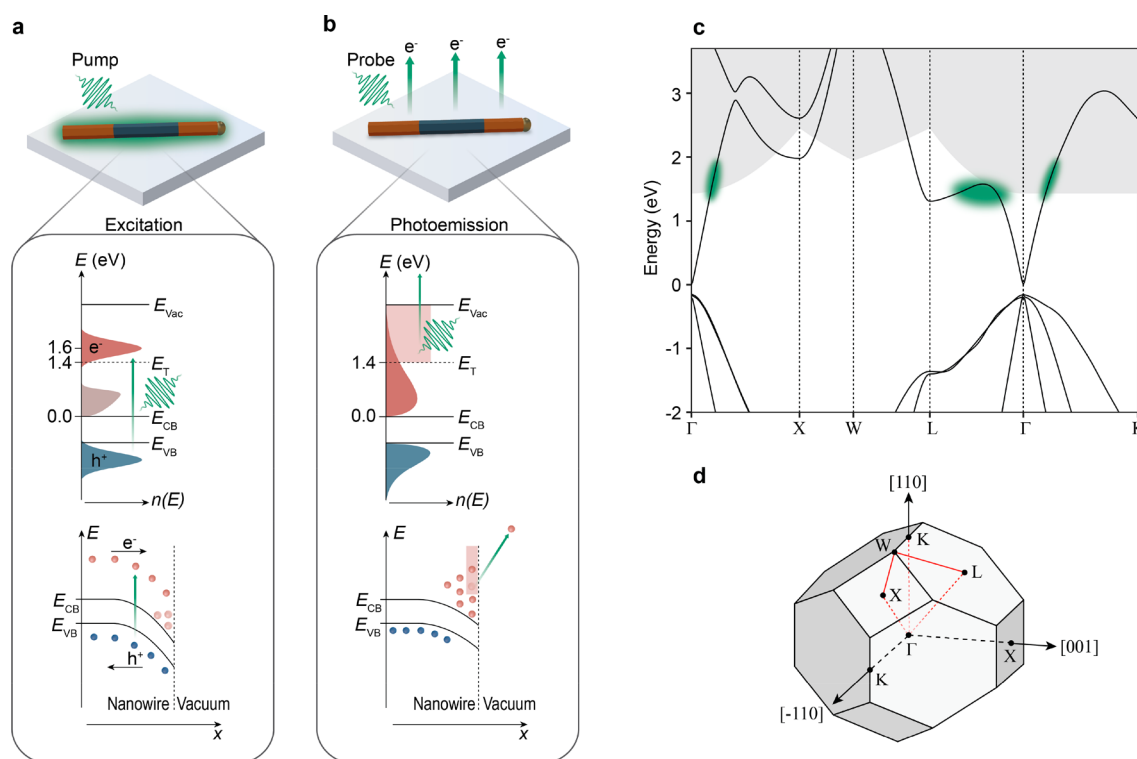 a
Pump
Excitation
E (eV)
E_Vac
1.6
e-
1.4
E_T
0.0
E_CB
E_VB
h+
n(E)
E
e-
E_CB
E_VB
h+
Nanowire
Vacuum
x
b
e- e- e-
Probe
Photoemission
E (eV)
E_Vac
1.4
E_T
0.0
E_CB
E_VB
n(E)
E
E_CB
E_VB
Nanowire
Vacuum
x
c
Energy (eV)
3
2
1
0
-1
-2
Γ X W L Γ K
d
[110]
W
K
L
X
Γ
X
[001]
K
[-110]